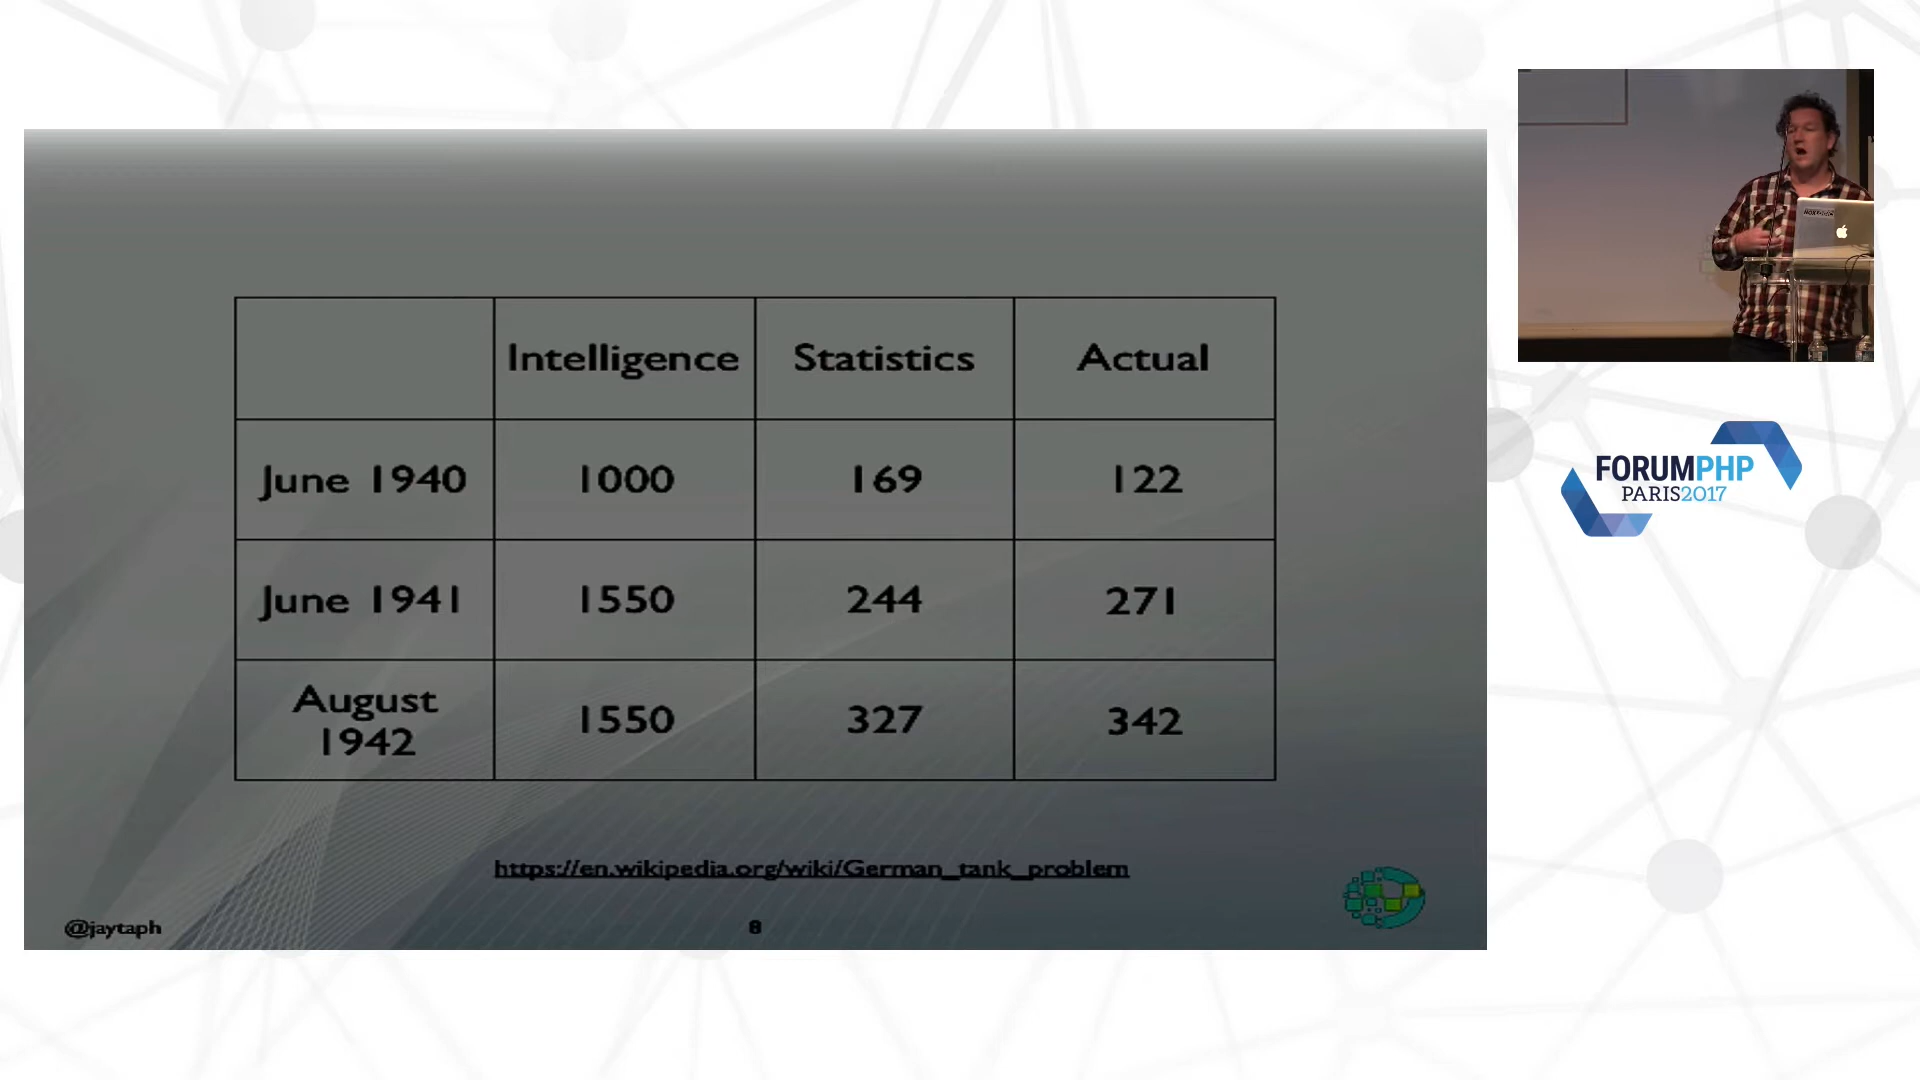 Intelligence Statistics Actual
June 1940 1000 169 122
June 1941 1550 244 271
August
1942 1550 327 342
https://en.wikipedia.org/wiki/German_tank_problem
@jaytaph
8
FORUMPHP
PARIS2017